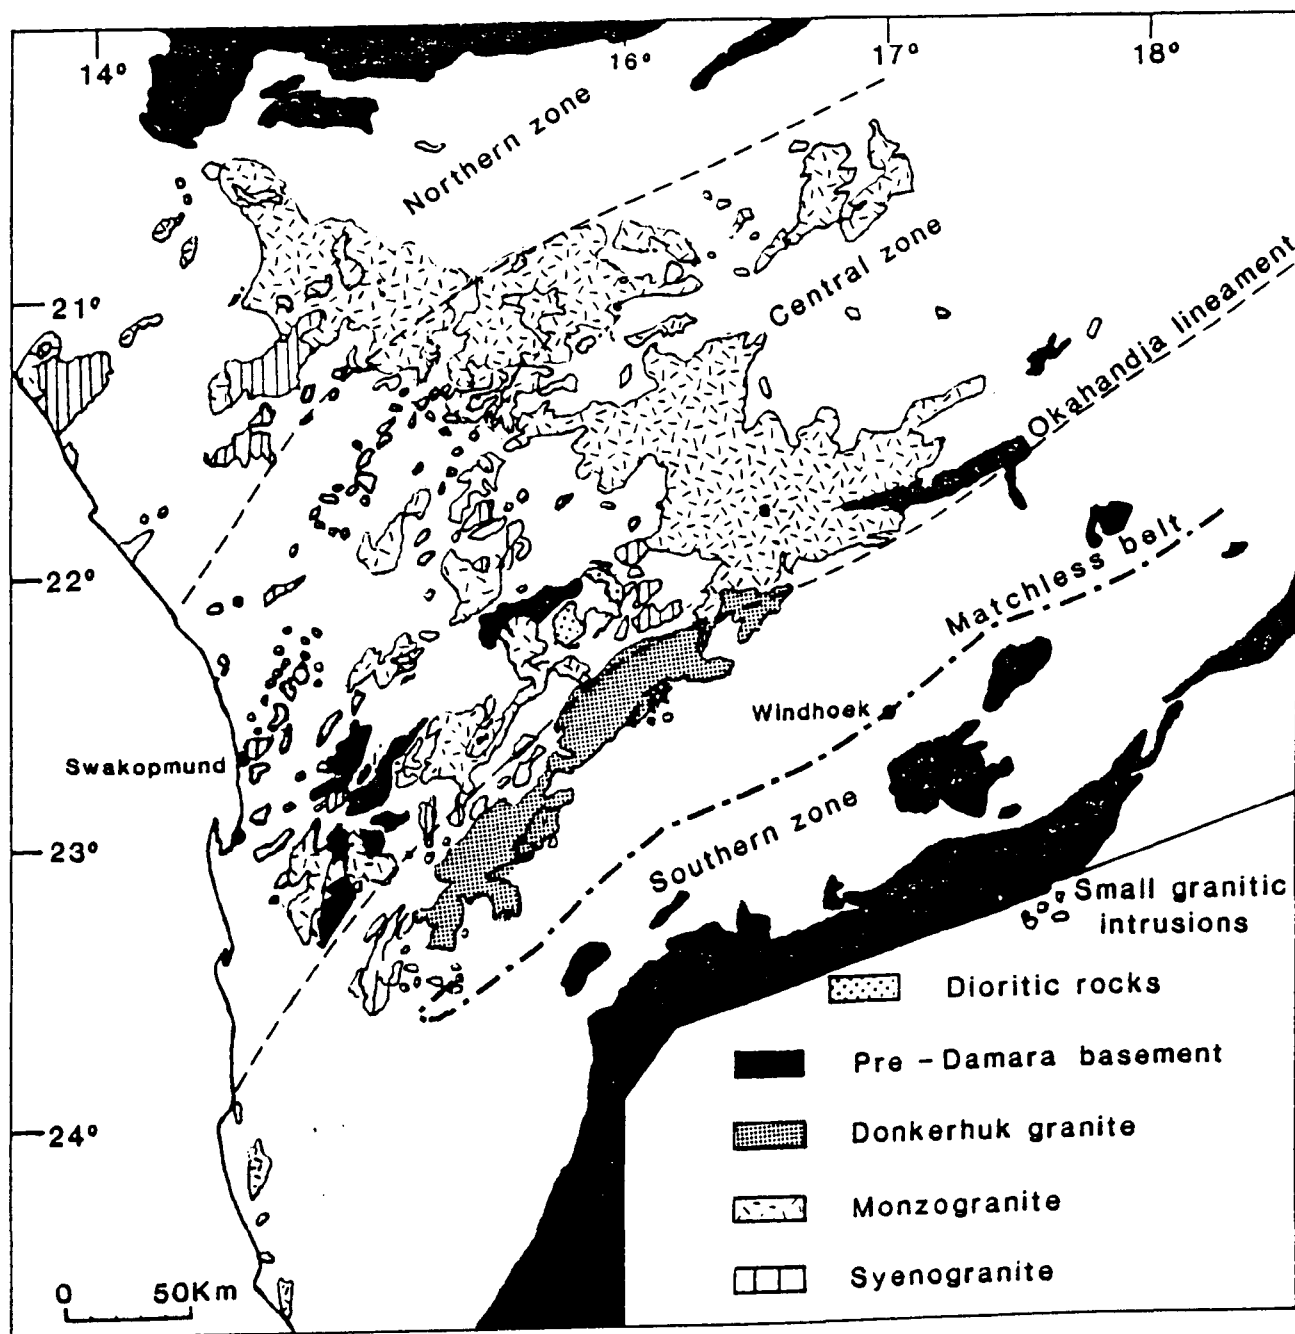 14°
16°
17°
18°
Northern zone
Central zone
21°
Okahandja lineament
22°
Matchless belt
Windhoek
Swakopmund
Southern zone
23°
Small granitic
intrusions
Dioritic rocks
Pre-Damara basement
24°
Donkerhuk granite
Monzogranite
Syenogranite
0 50Km